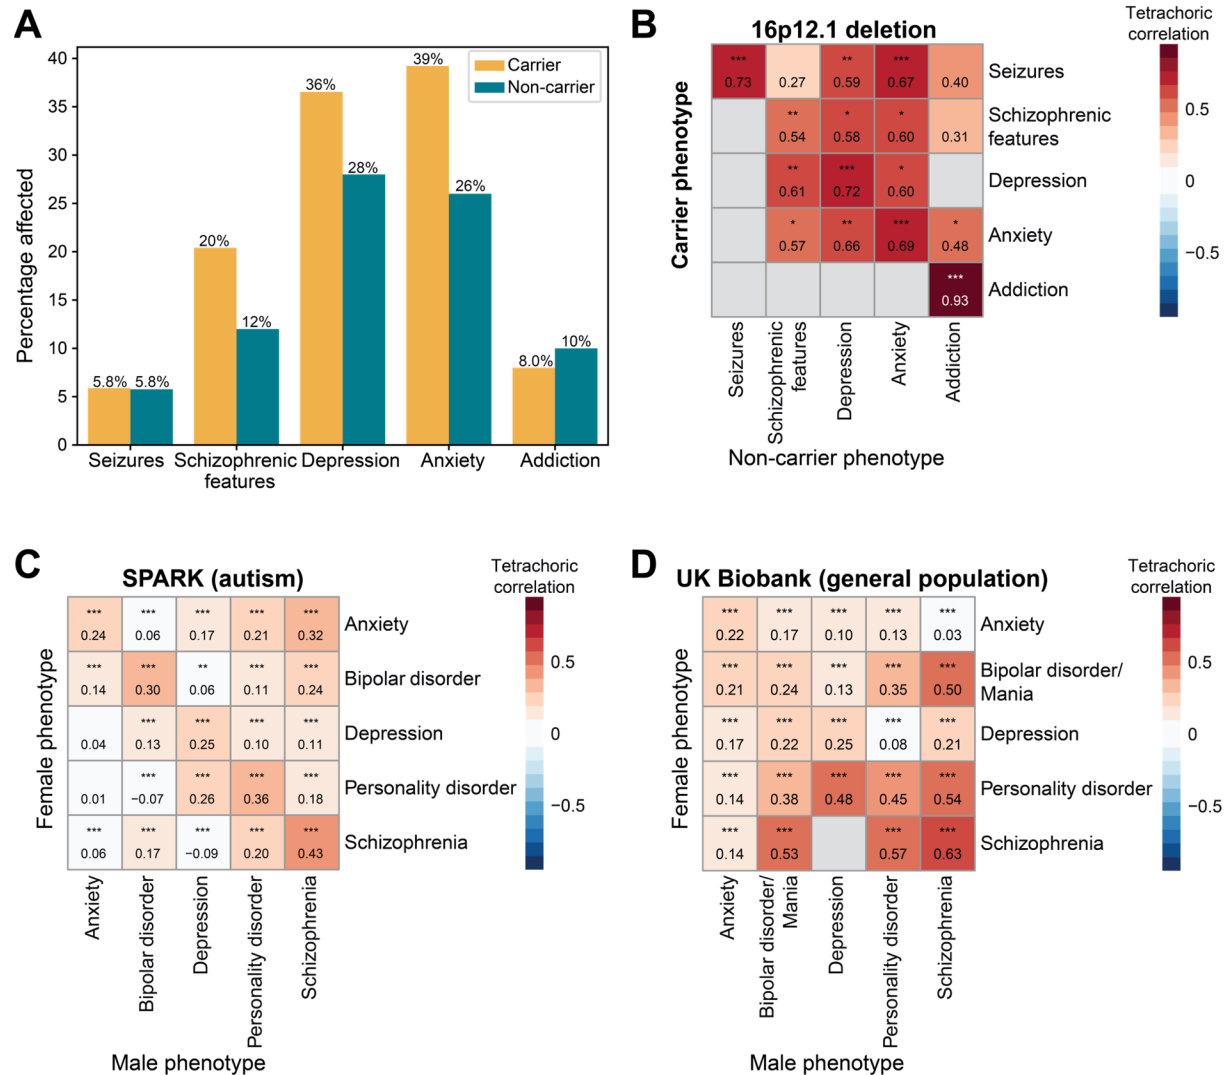 A
40
35
30
25
20
15
10
5
0
Percentage affected
Carrier
Non-carrier
5.8% 5.8%
20%
12%
36%
28%
39%
26%
8.0%
10%
Seizures Schizophrenic Depression Anxiety Addiction
features
B
16p12.1 deletion
Tetrachoric
correlation
Carrier phenotype
*** ** ***
0.73 0.27 0.59 0.67 0.40
Seizures
** * *
0.54 0.58 0.60 0.31
Schizophrenic
features
** *** *
0.61 0.72 0.60
Depression
* ** *** *
0.57 0.66 0.69 0.48
Anxiety
***
0.93
Addiction
Seizures
Schizophrenic
features
Depression
Anxiety
Addiction
Non-carrier phenotype
0.5
0
−0.5
C
SPARK (autism)
Tetrachoric
correlation
Female phenotype
*** *** *** *** ***
0.24 0.06 0.17 0.21 0.32
Anxiety
*** *** ** *** ***
0.14 0.30 0.06 0.11 0.24
Bipolar disorder
*** *** *** ***
0.04 0.13 0.25 0.10 0.11
Depression
*** *** *** ***
0.01 −0.07 0.26 0.36 0.18
Personality disorder
*** *** *** *** ***
0.06 0.17 −0.09 0.20 0.43
Schizophrenia
Anxiety
Bipolar disorder
Depression
Personality disorder
Schizophrenia
Male phenotype
0.5
0
−0.5
D
UK Biobank (general population)
Tetrachoric
correlation
Female phenotype
*** *** *** *** ***
0.22 0.17 0.10 0.13 0.03
Anxiety
*** *** *** *** ***
0.21 0.24 0.13 0.35 0.50
Bipolar disorder/
Mania
*** *** *** *** ***
0.17 0.22 0.25 0.08 0.21
Depression
*** *** *** *** ***
0.14 0.38 0.48 0.45 0.54
Personality disorder
*** *** *** ***
0.14 0.53 0.57 0.63
Schizophrenia
Anxiety
Bipolar disorder/
Mania
Depression
Personality disorder
Schizophrenia
Male phenotype
0.5
0
−0.5